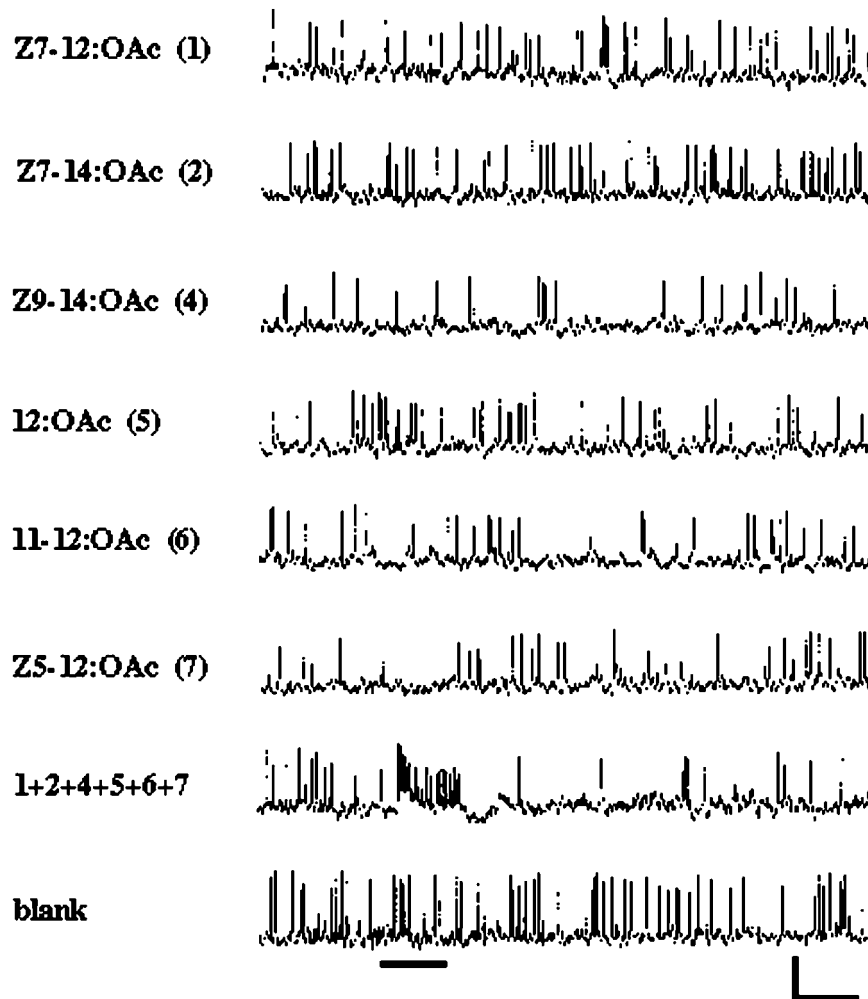 Z7-12:OAc (1)
Z7-14:OAc (2)
Z9-14:OAc (4)
12:OAc (5)
11-12:OAc (6)
Z5-12:OAc (7)
1+2+4+5+6+7
blank